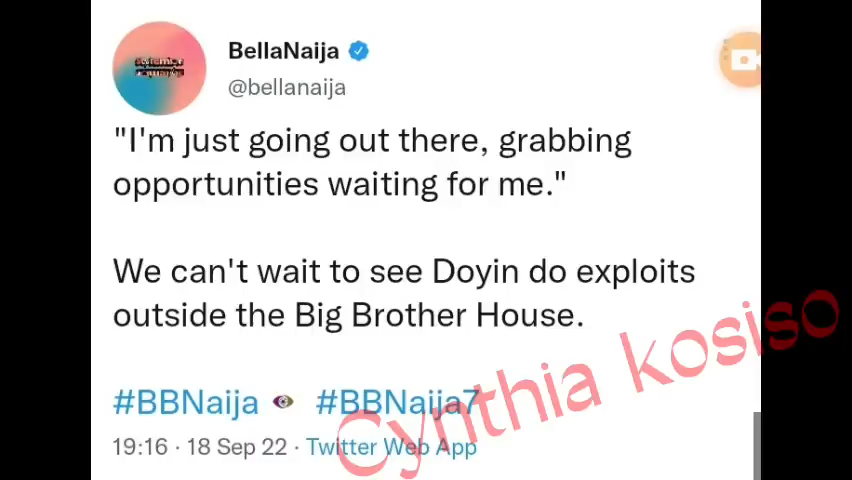 BellaNaija
@bellanaija
"I'm just going out there, grabbing
opportunities waiting for me."
We can't wait to see Doyin do exploits
outside the Big Brother House.
#BBNaija #BBNaija7
19:16 · 18 Sep 22 · Twitter Web App
Cynthia kosiso